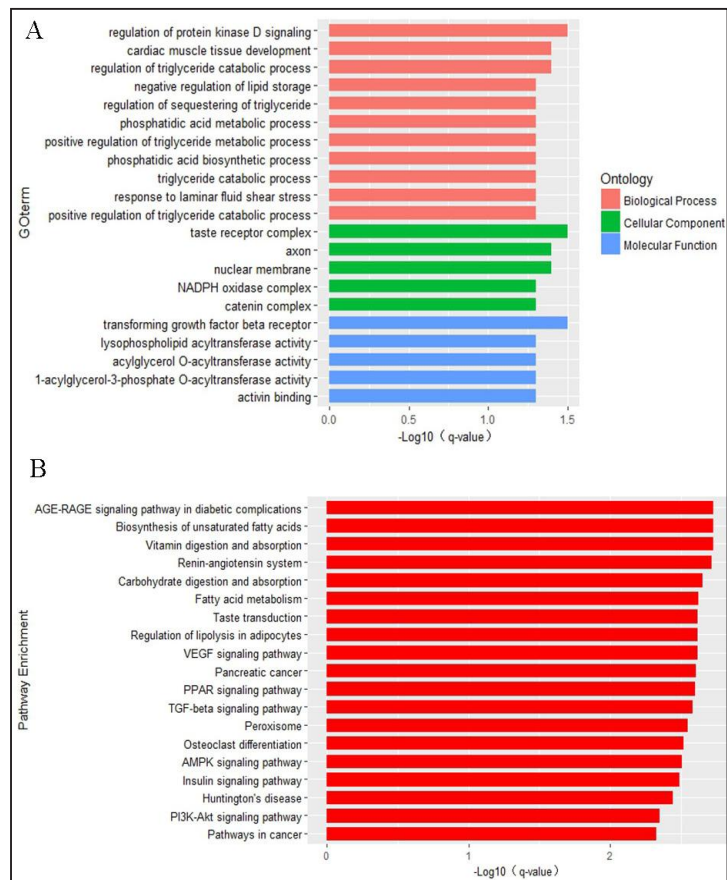 A
regulation of protein kinase D signaling
cardiac muscle tissue development
regulation of triglyceride catabolic process
negative regulation of lipid storage
regulation of sequestering of triglyceride
phosphatidic acid metabolic process
positive regulation of triglyceride metabolic process
phosphatidic acid biosynthetic process
triglyceride catabolic process
response to laminar fluid shear stress
positive regulation of triglyceride catabolic process
taste receptor complex
axon
nuclear membrane
NADPH oxidase complex
catenin complex
transforming growth factor beta receptor
lysophospholipid acyltransferase activity
acylglycerol O-acyltransferase activity
1-acylglycerol-3-phosphate O-acyltransferase activity
activin binding
GOterm
0.0 0.5 1.0 1.5
-Log10（q-value）
Ontology
Biological Process
Cellular Component
Molecular Function
B
AGE-RAGE signaling pathway in diabetic complications
Biosynthesis of unsaturated fatty acids
Vitamin digestion and absorption
Renin-angiotensin system
Carbohydrate digestion and absorption
Fatty acid metabolism
Taste transduction
Regulation of lipolysis in adipocytes
VEGF signaling pathway
Pancreatic cancer
PPAR signaling pathway
TGF-beta signaling pathway
Peroxisome
Osteoclast differentiation
AMPK signaling pathway
Insulin signaling pathway
Huntington's disease
PI3K-Akt signaling pathway
Pathways in cancer
Pathway Enrichment
0 1 2
-Log10（q-value）